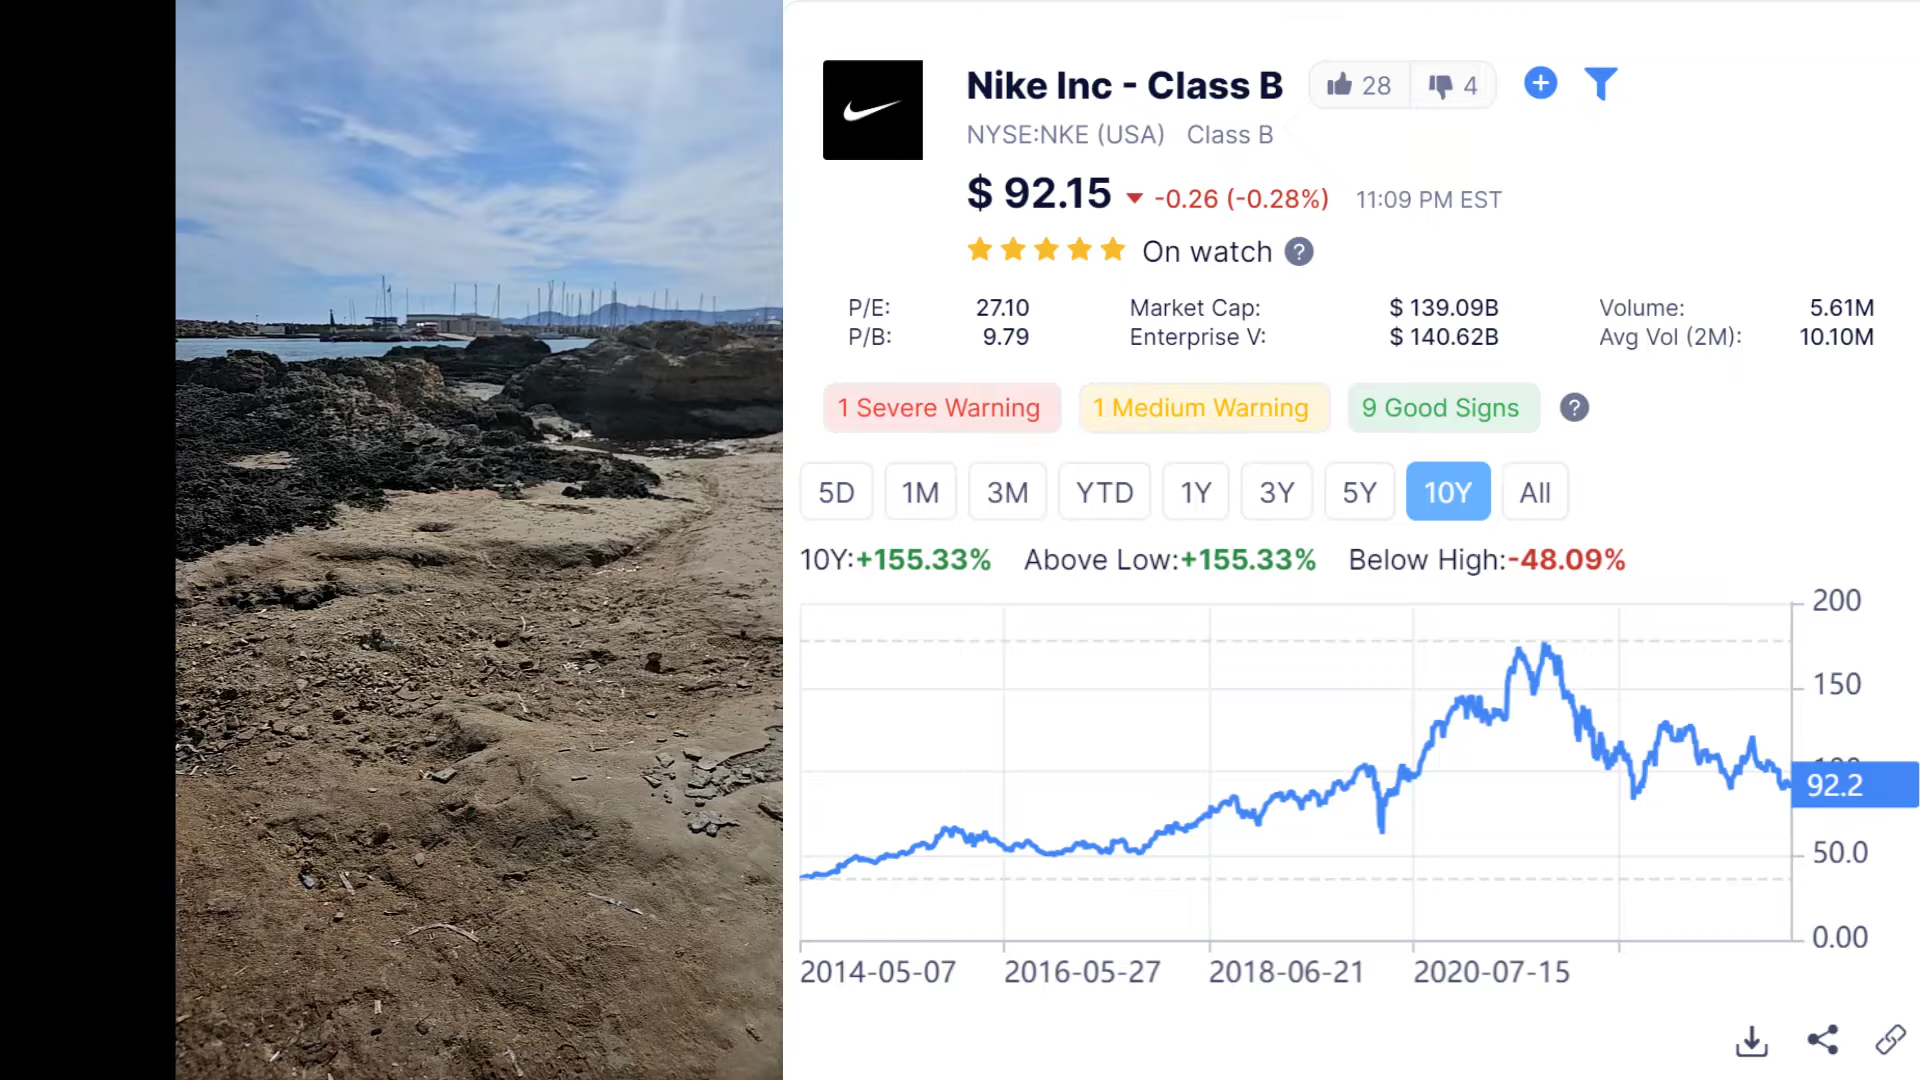 Nike Inc - Class B 28 4
NYSE:NKE (USA) Class B
$ 92.15 -0.26 (-0.28%) 11:09 PM EST
On watch ?
P/E: 27.10 Market Cap: $ 139.09B Volume: 5.61M
P/B: 9.79 Enterprise V: $ 140.62B Avg Vol (2M): 10.10M
1 Severe Warning 1 Medium Warning 9 Good Signs ?
5D 1M 3M YTD 1Y 3Y 5Y 10Y All
10Y:+155.33% Above Low:+155.33% Below High:-48.09%
200
150
92.2
50.0
0.00
2014-05-07 2016-05-27 2018-06-21 2020-07-15